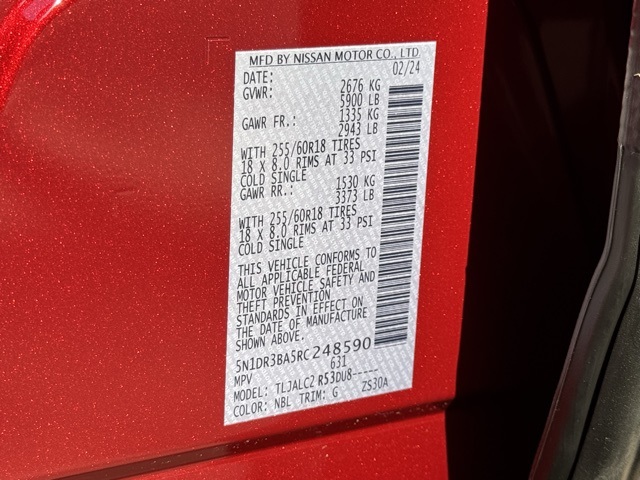 MFD BY NISSAN MOTOR CO., LTD.
DATE: 02/24
GVWR: 2676 KG
5900 LB
GAWR FR.: 1335 KG
2943 LB
WITH 255/60R18 TIRES
18 X 8.0 RIMS AT 33 PSI
COLD SINGLE
GAWR RR.: 1530 KG
3373 LB
WITH 255/60R18 TIRES
18 X 8.0 RIMS AT 33 PSI
COLD SINGLE
THIS VEHICLE CONFORMS TO
ALL APPLICABLE FEDERAL
MOTOR VEHICLE SAFETY AND
THEFT PREVENTION
STANDARDS IN EFFECT ON
THE DATE OF MANUFACTURE
SHOWN ABOVE
5N1DR3BA5RC248590
MPV 631
MODEL: TLJALC2 R53DU8-----
COLOR: NBL TRIM: G ZS30A